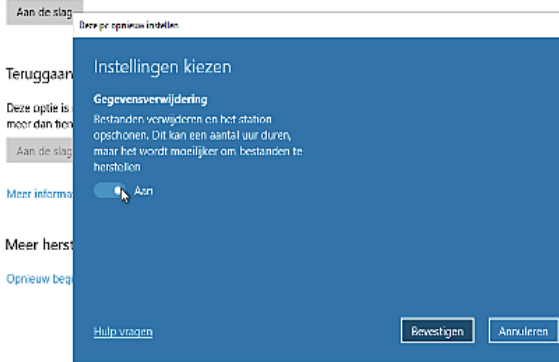 Aan de slag
Deze pc opnieuw instellen
Instellingen kiezen
Teruggaan
Gegevensverwijdering
Deze optie is
Bestanden verwijderen en het station
meer dan tien
opschonen. Dit kan een aantal uur duren,
maar het wordt moeilijker om bestanden te
Aan de slag
herstellen
Meer informa
Aan
Meer herst
Opnieuw begi
Hulp vragen
Bevestigen
Annuleren